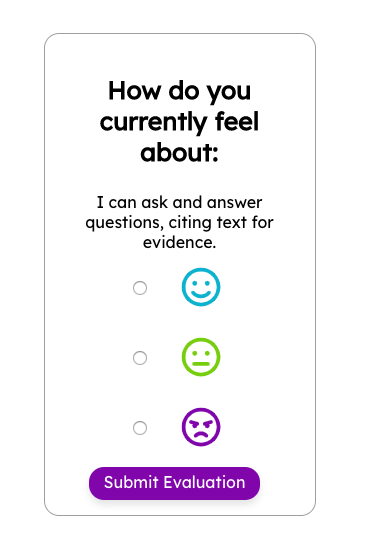 How do you
currently feel
about:
I can ask and answer
questions, citing text for
evidence.
Submit Evaluation